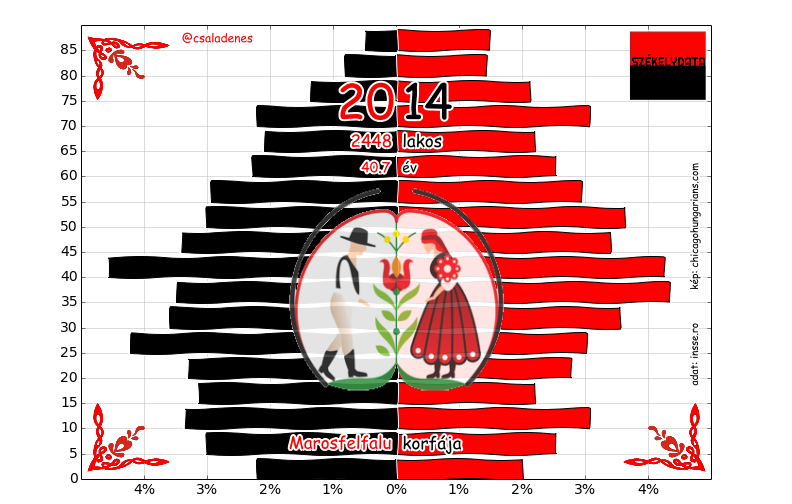 @csaladenes
SZÉKELYDATA
2014
2448 lakos
40.7 év
kép: chicagohungarians.com
adat: insse.ro
Marosfelfalu korfája
85
80
75
70
65
60
55
50
45
40
35
30
25
20
15
10
5
0
4% 3% 2% 1% 0% 1% 2% 3% 4%